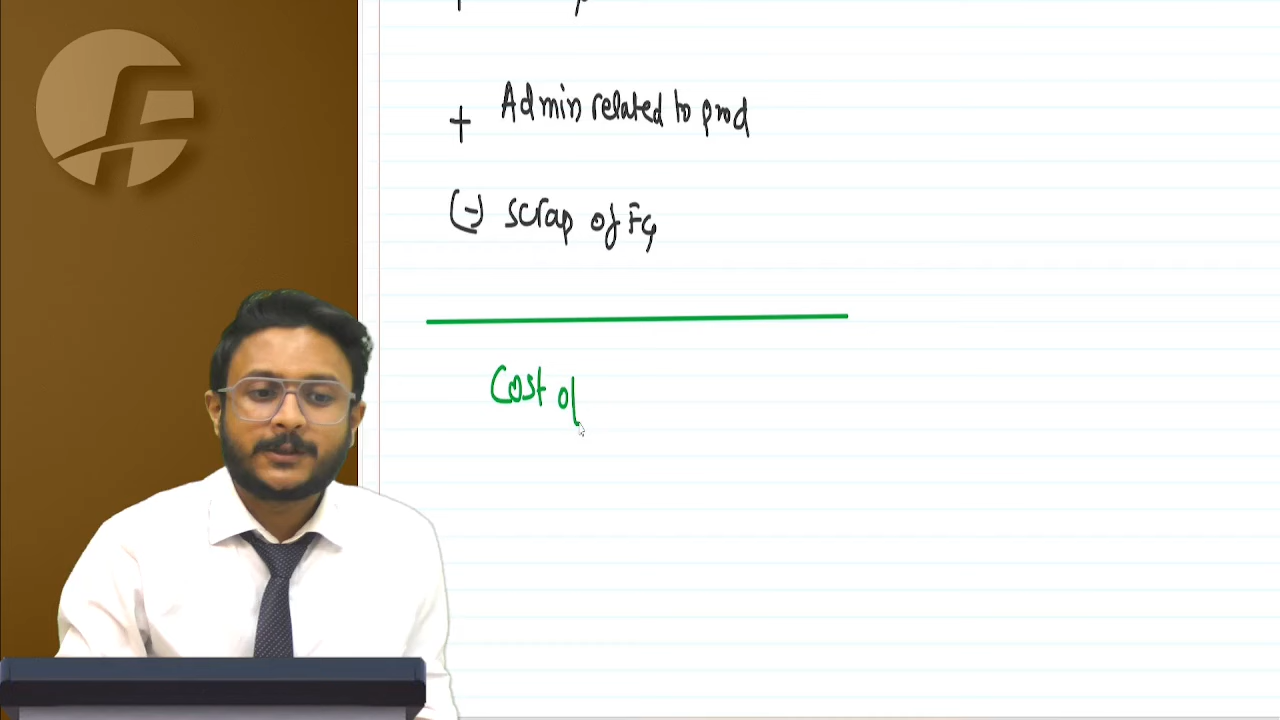 + Admin related to prod
(-) scrap of FG
Cost of